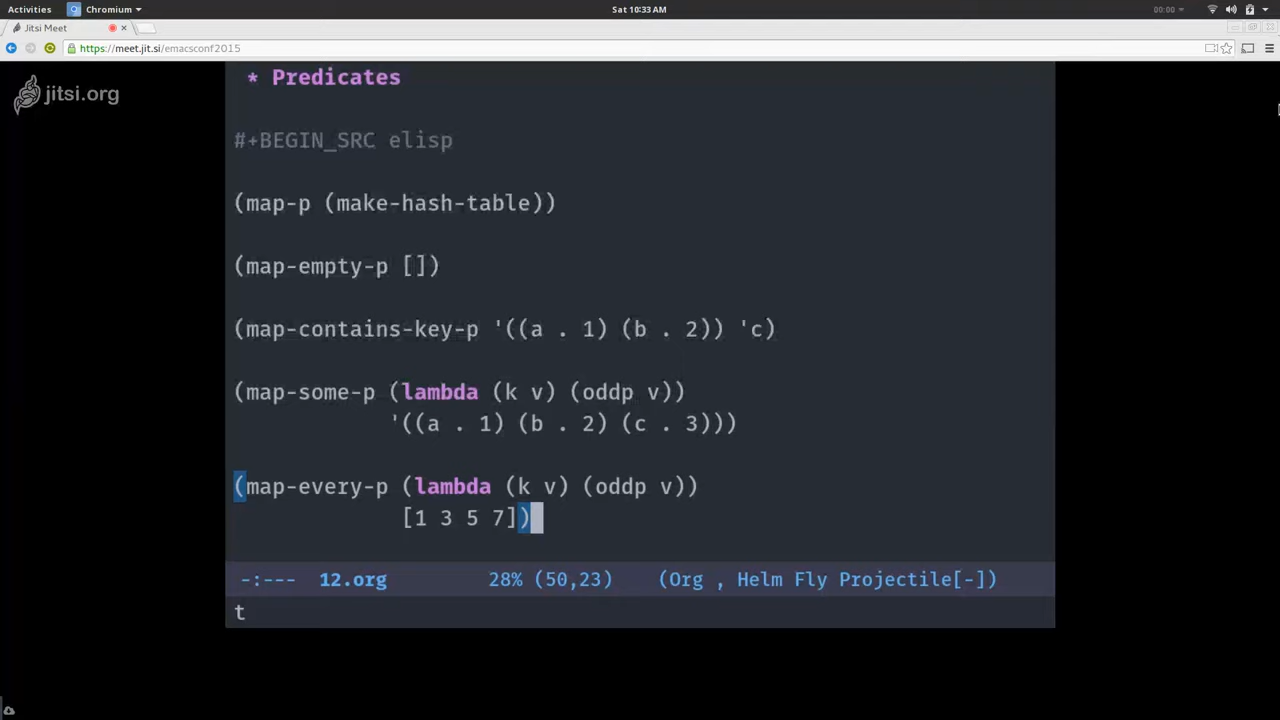 Activities Chromium Sat 10:33 AM 00:00
Jitsi Meet
https://meet.jit.si/emacsconf2015
jitsi.org
* Predicates
#+BEGIN_SRC elisp
(map-p (make-hash-table))
(map-empty-p [])
(map-contains-key-p '((a . 1) (b . 2)) 'c)
(map-some-p (lambda (k v) (oddp v))
'((a . 1) (b . 2) (c . 3)))
(map-every-p (lambda (k v) (oddp v))
[1 3 5 7])
-:--- 12.org 28% (50,23) (Org , Helm Fly Projectile[-])
t